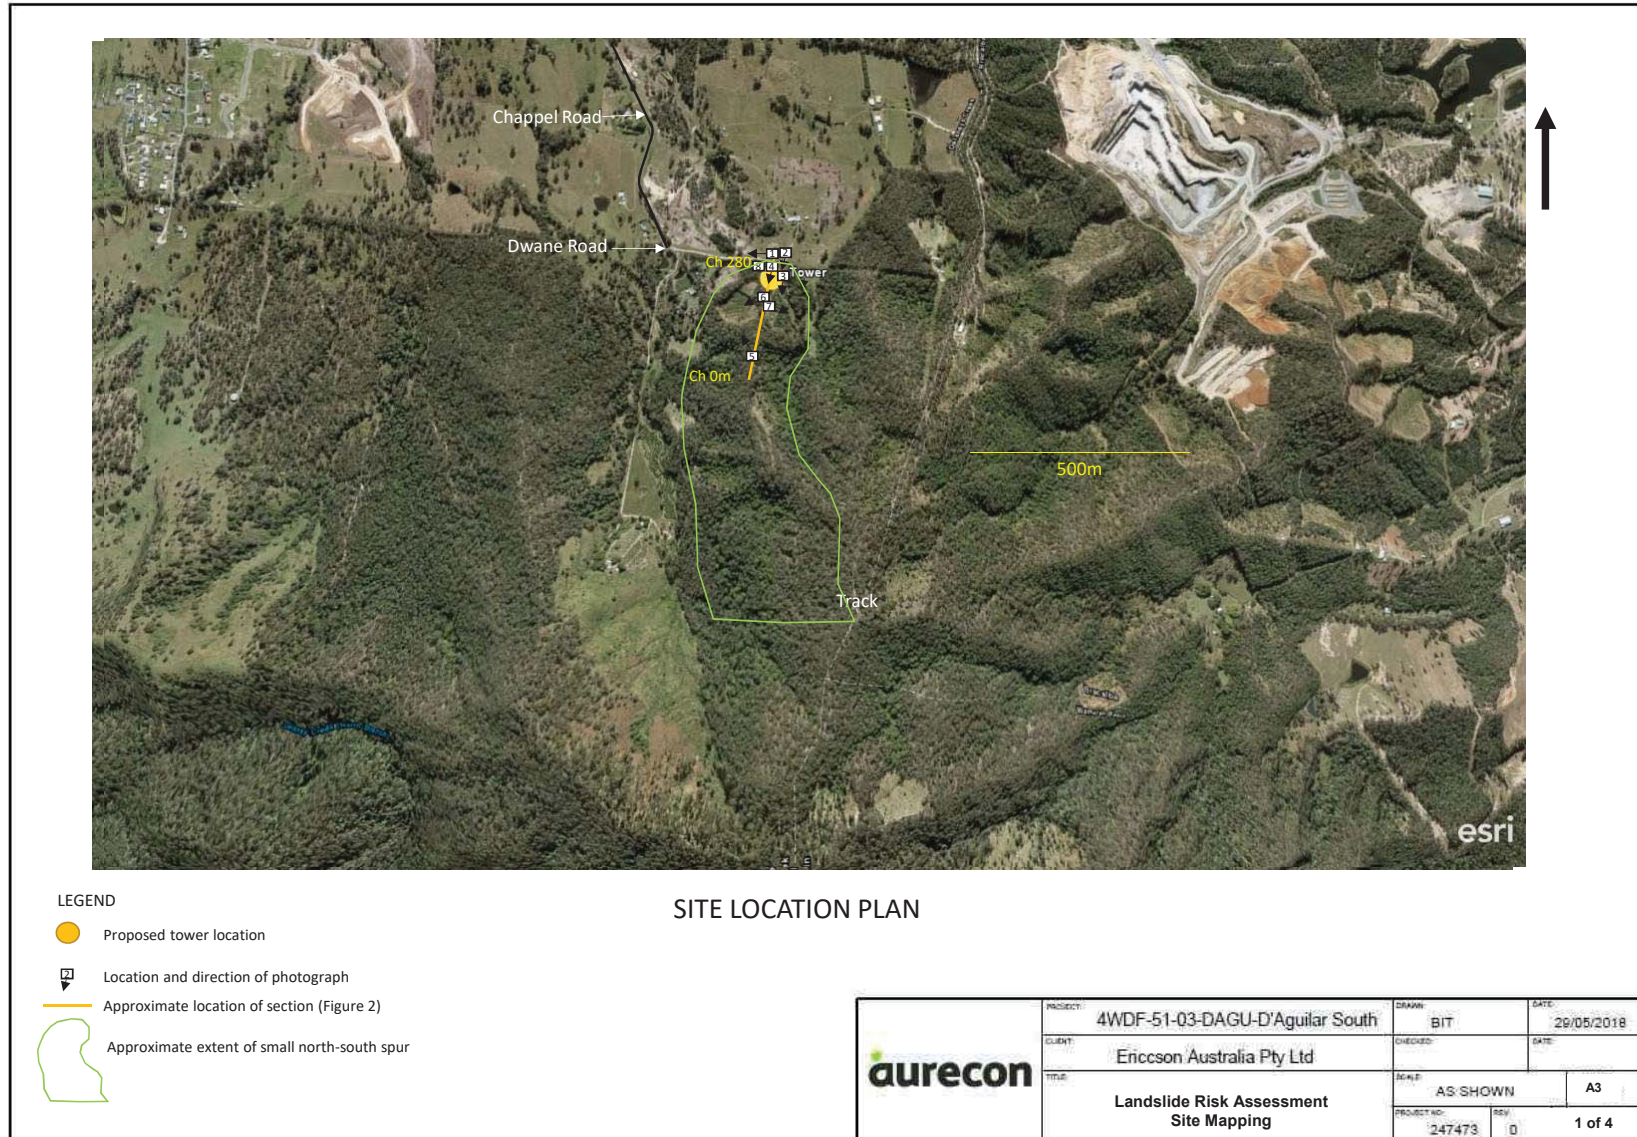 Chappel Road
Dwane Road
Ch 280
1
2
8
4
3
Tower
6
7
5
Ch 0m
500m
Track
esri
LEGEND
SITE LOCATION PLAN
Proposed tower location
2
Location and direction of photograph
Approximate location of section (Figure 2)
Approximate extent of small north-south spur
aurecon
PROJECT:
4WDF-51-03-DAGU-D'Aguilar South
DRAWN:
BIT
DATE:
29/05/2018
CLIENT:
Ericcson Australia Pty Ltd
CHECKED:
DATE:
TITLE:
Landslide Risk Assessment
Site Mapping
SCALE:
AS SHOWN
A3
PROJECT NO:
247473
REV
0
1 of 4